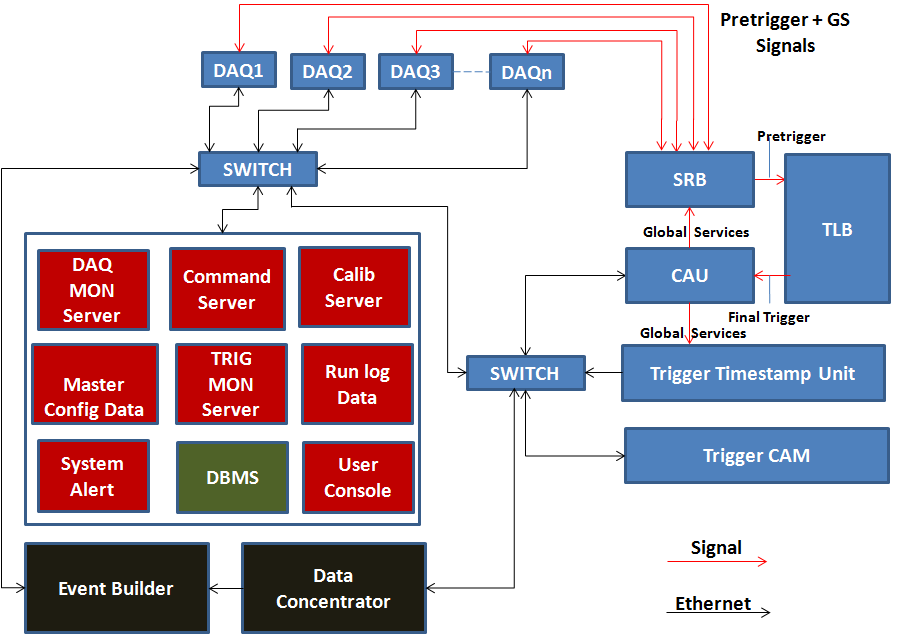 Pretrigger + GS
Signals
DAQ1
DAQ2
DAQ3
DAQn
SWITCH
Pretrigger
SRB
TLB
Global Services
CAU
Final Trigger
Global Services
SWITCH
Trigger Timestamp Unit
Trigger CAM
DAQ
MON
Server
Command
Server
Calib
Server
Master
Config Data
TRIG
MON
Server
Run log
Data
System
Alert
DBMS
User
Console
Event Builder
Data
Concentrator
Signal
Ethernet